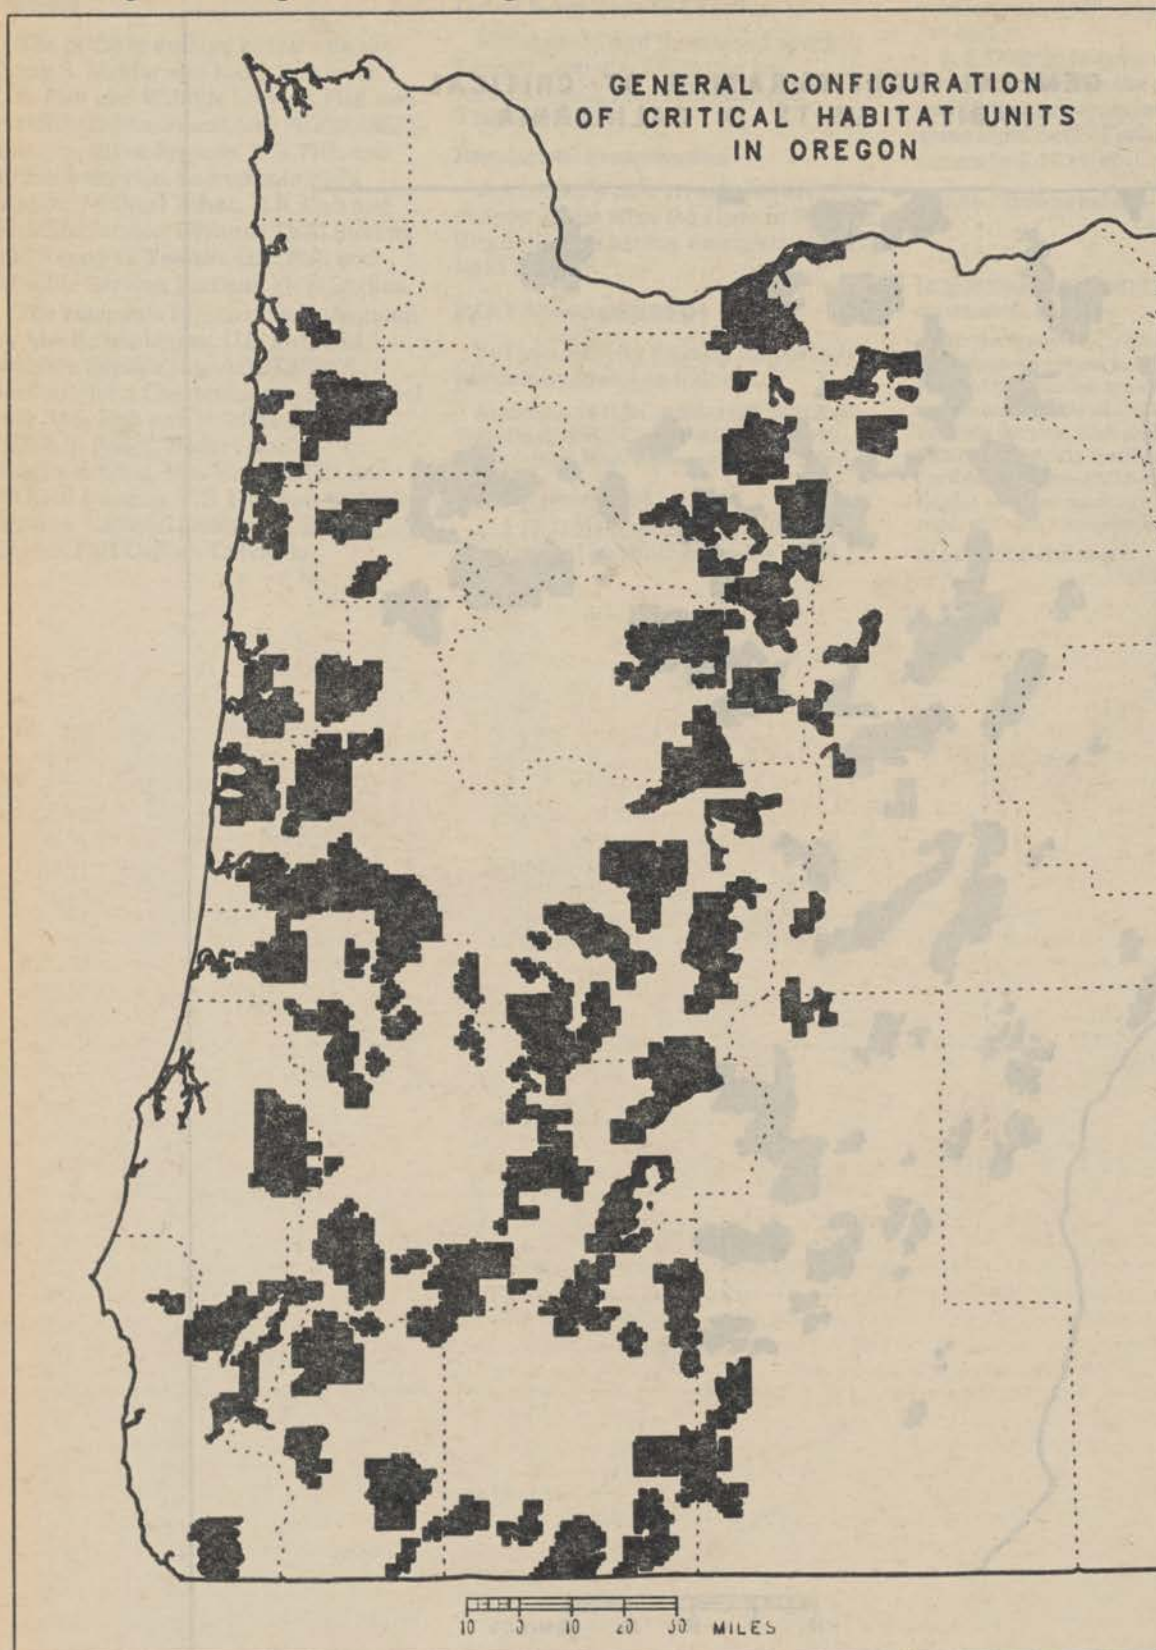 GENERAL CONFIGURATION
OF CRITICAL HABITAT UNITS
IN OREGON
10 0 10 20 30 MILES